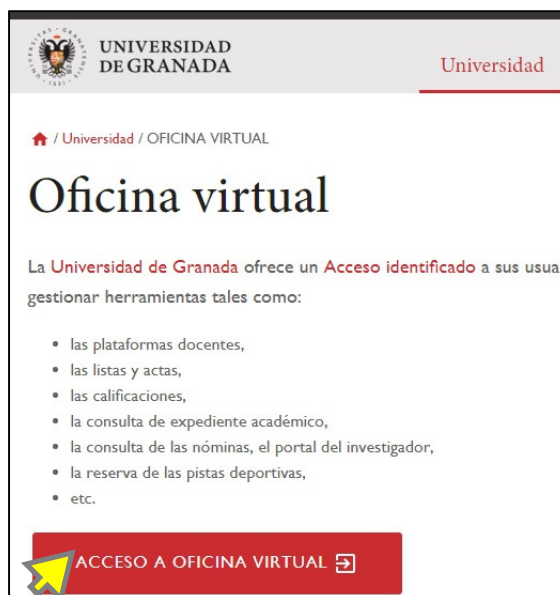 UNIVERSIDAD
DE GRANADA
Universidad
/ Universidad / OFICINA VIRTUAL
Oficina virtual
La Universidad de Granada ofrece un Acceso identificado a sus usua
gestionar herramientas tales como:
• las plataformas docentes,
• las listas y actas,
• las calificaciones,
• la consulta de expediente académico,
• la consulta de las nóminas, el portal del investigador,
• la reserva de las pistas deportivas,
• etc.
ACCESO A OFICINA VIRTUAL